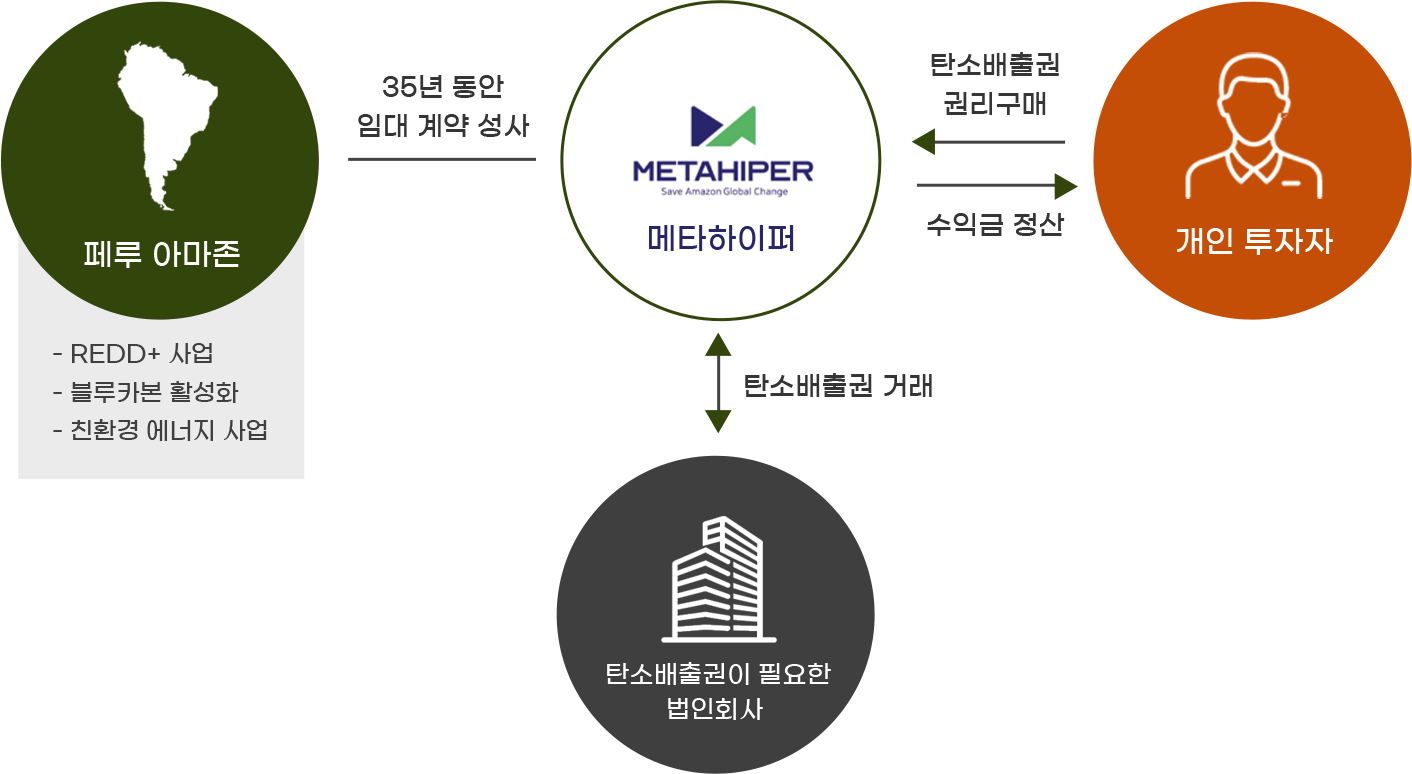 페루 아마존
- REDD+ 사업
- 블루카본 활성화
- 친환경 에너지 사업
35년 동안
임대 계약 성사
METAHIPER
Save Amazon Global Change
메타하이퍼
탄소배출권
권리구매
수익금 정산
개인 투자자
탄소배출권 거래
탄소배출권이 필요한
법인회사